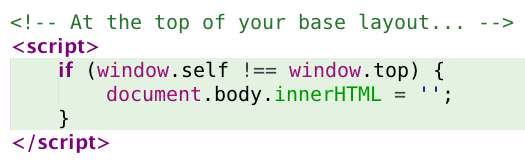 <!-- At the top of your base layout... -->
<script>
    if (window.self !== window.top) {
        document.body.innerHTML = '';
    }
</script>